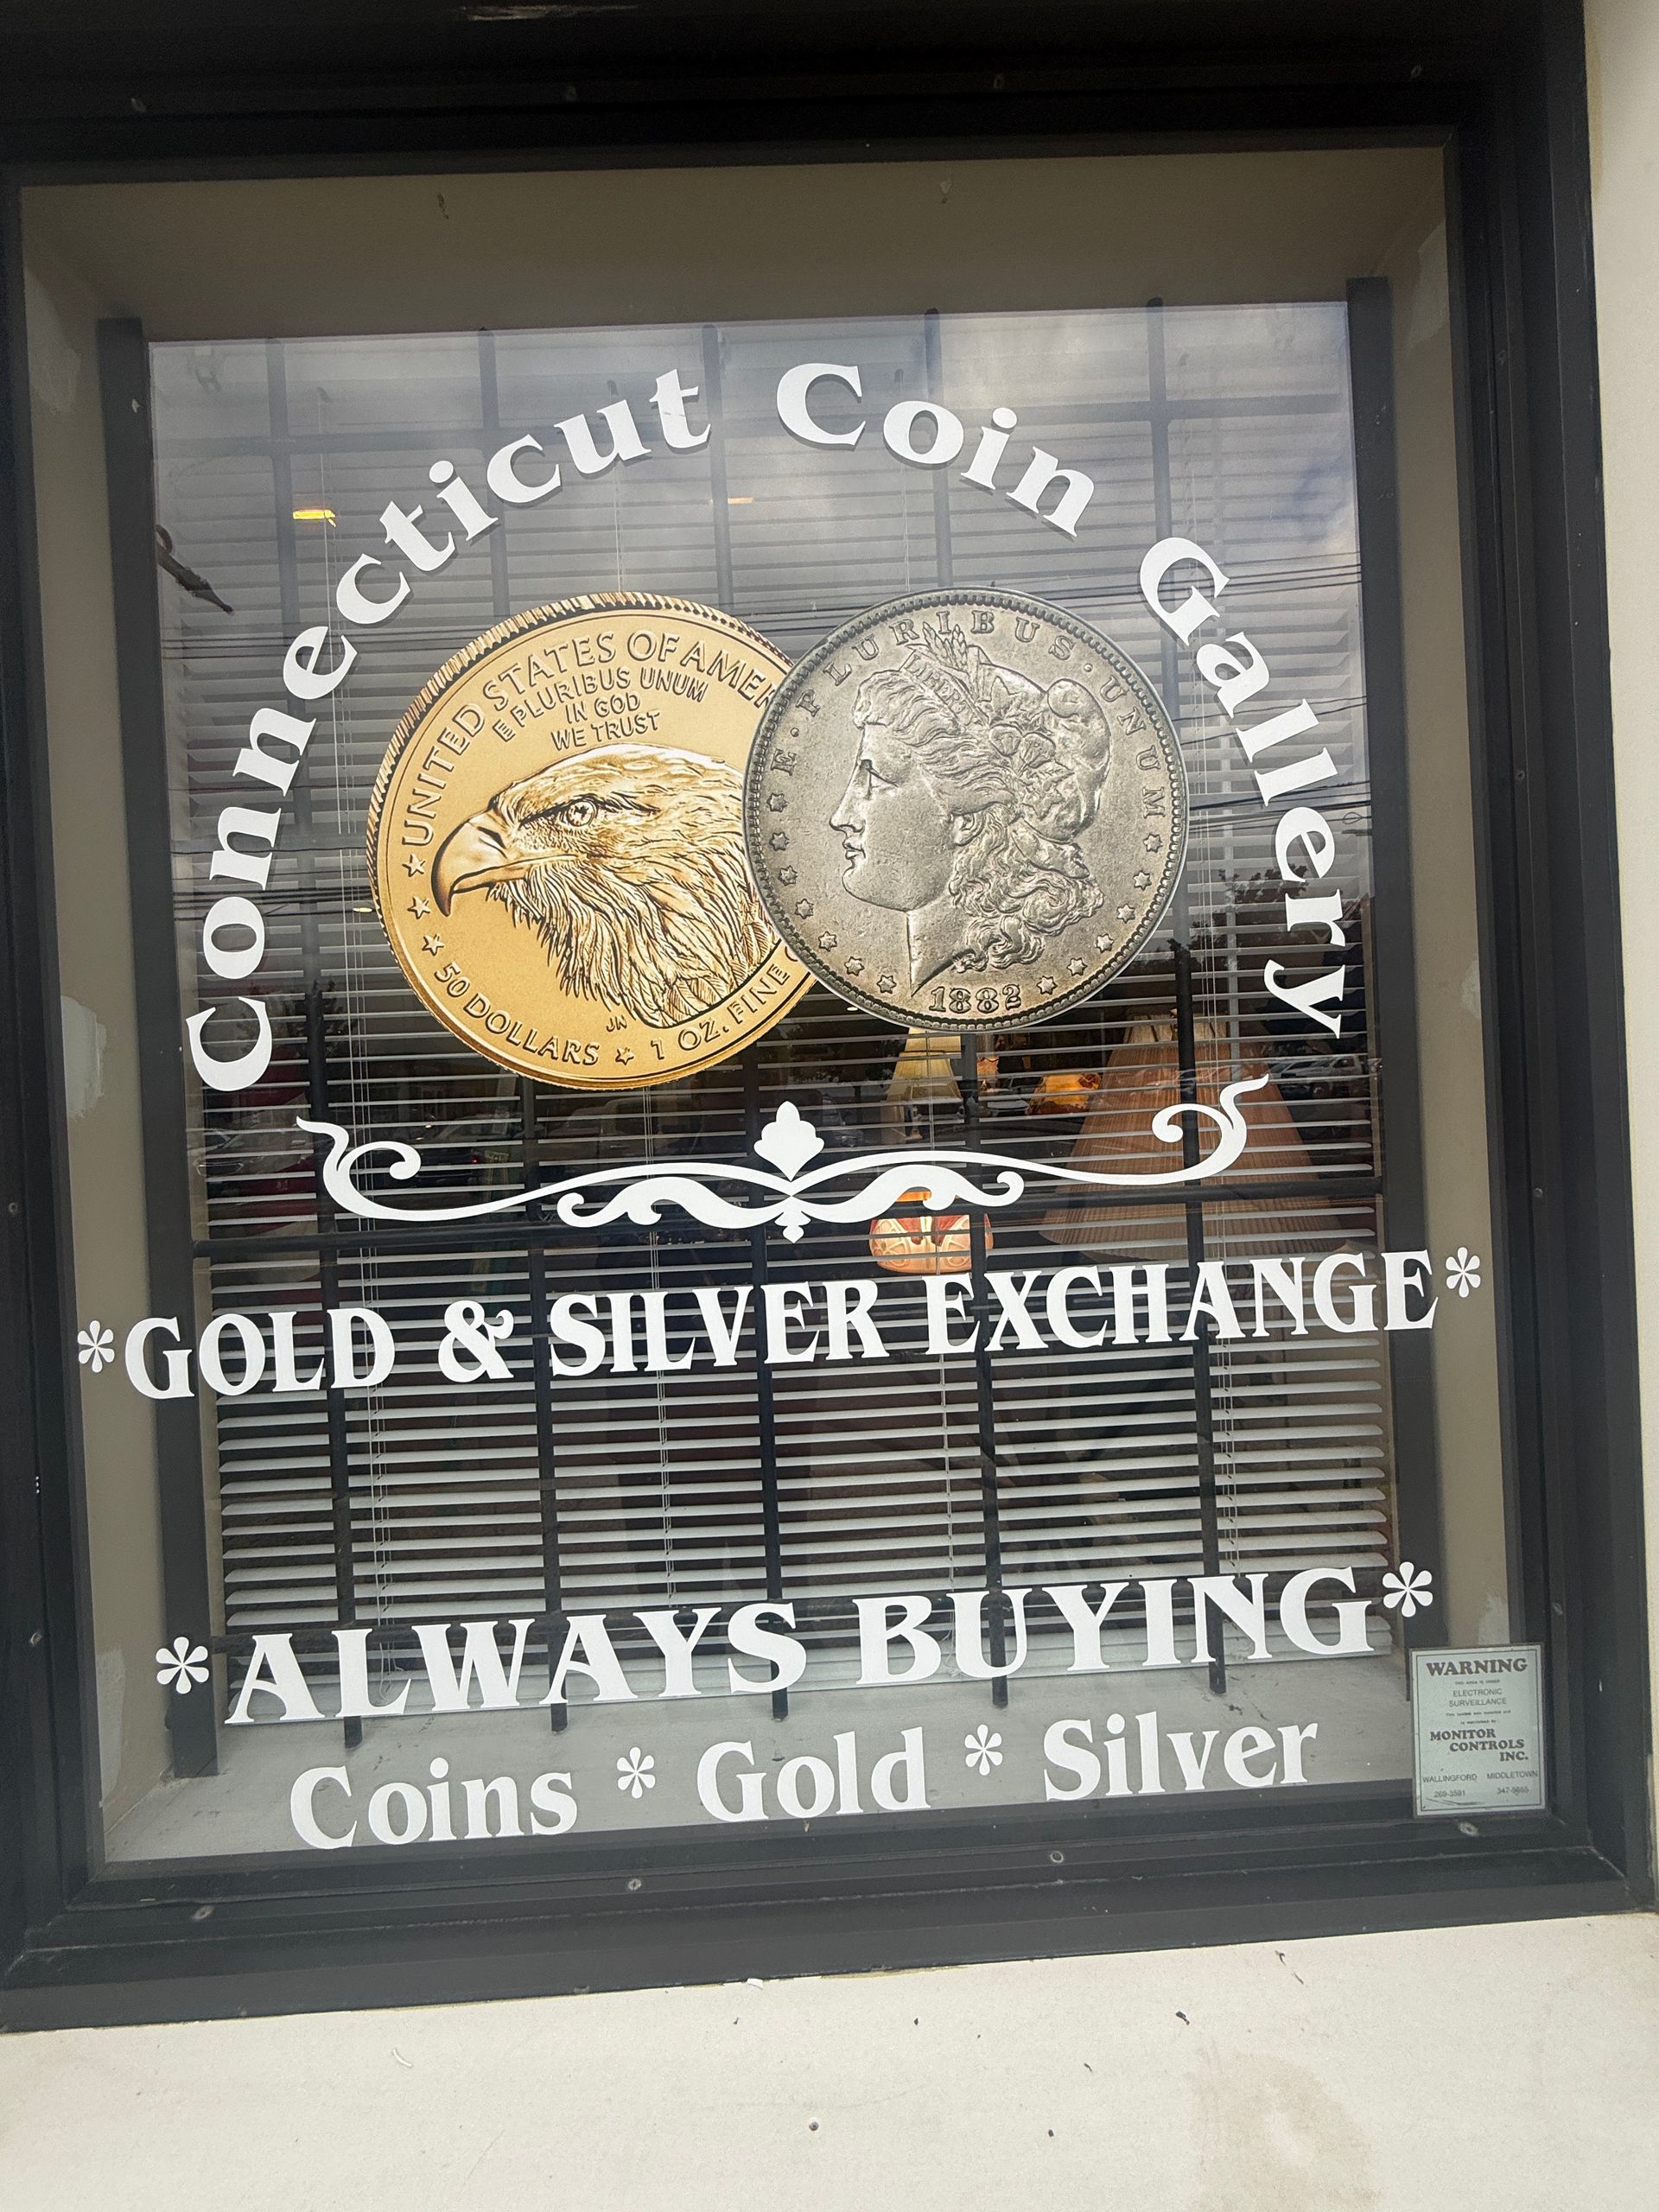 Connecticut Coin Gallery
UNITED STATES OF AMER
E PLURIBUS UNUM
IN GOD
WE TRUST
50 DOLLARS ★ 1 OZ. FINE
JN
E · PLURIBUS · UNUM
LIBERTY
1882
*GOLD & SILVER EXCHANGE*
*ALWAYS BUYING*
Coins * Gold * Silver
WARNING
ELECTRONIC
SURVEILLANCE
MONITOR
CONTROLS
INC.
WALLINGFORD MIDDLETOWN